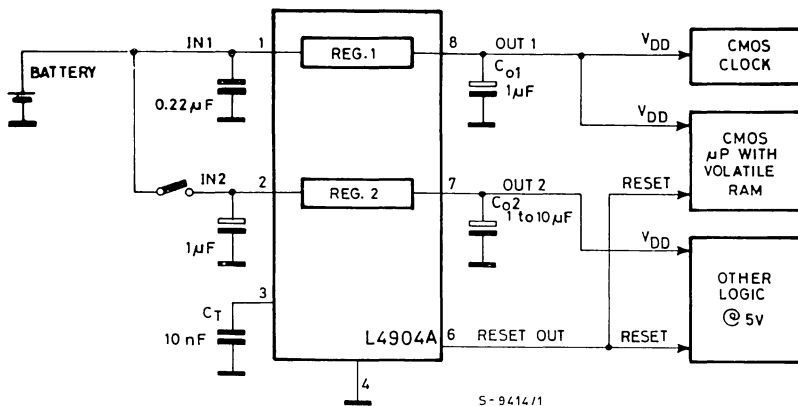 IN1
1
REG. 1
8
OUT 1
VDD
CMOS
CLOCK
BATTERY
0.22µF
Co1
1µF
VDD
CMOS
µP WITH
VOLATILE
RAM
IN2
2
REG. 2
7
OUT 2
RESET
1µF
Co2
1 to 10µF
VDD
3
CT
10 nF
OTHER
LOGIC
@ 5V
L4904A
6
RESET OUT
RESET
4
S-9414/1